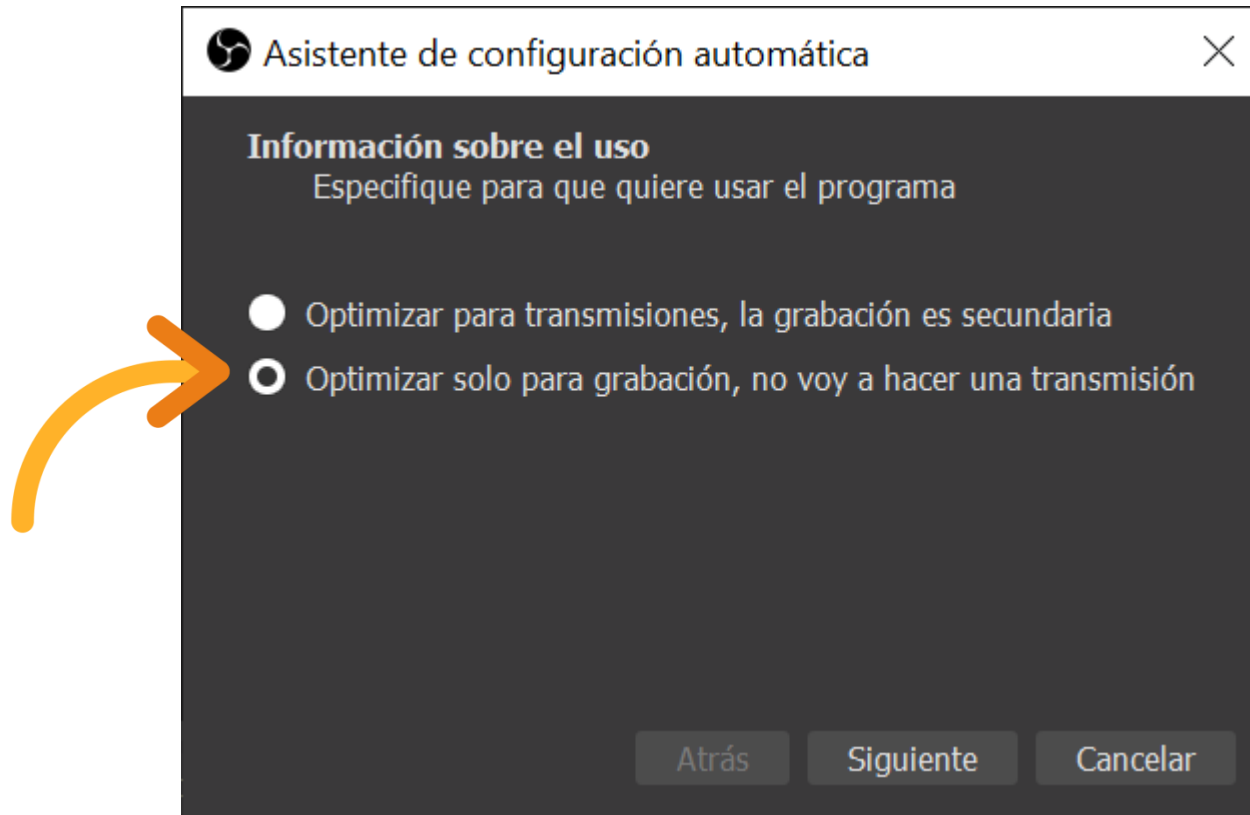 Asistente de configuración automática
Información sobre el uso
Especifique para que quiere usar el programa
Optimizar para transmisiones, la grabación es secundaria
Optimizar solo para grabación, no voy a hacer una transmisión
Atrás Siguiente Cancelar